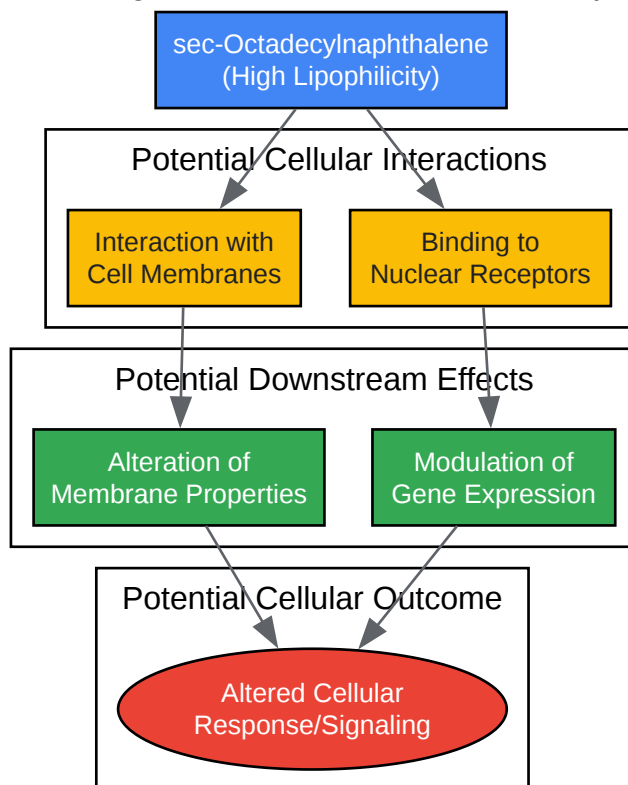 sec-Octadecylnaphthalene
(High Lipophilicity)
Potential Cellular Interactions
Interaction with
Cell Membranes
Binding to
Nuclear Receptors
Potential Downstream Effects
Alteration of
Membrane Properties
Modulation of
Gene Expression
Potential Cellular Outcome
Altered Cellular
Response/Signaling